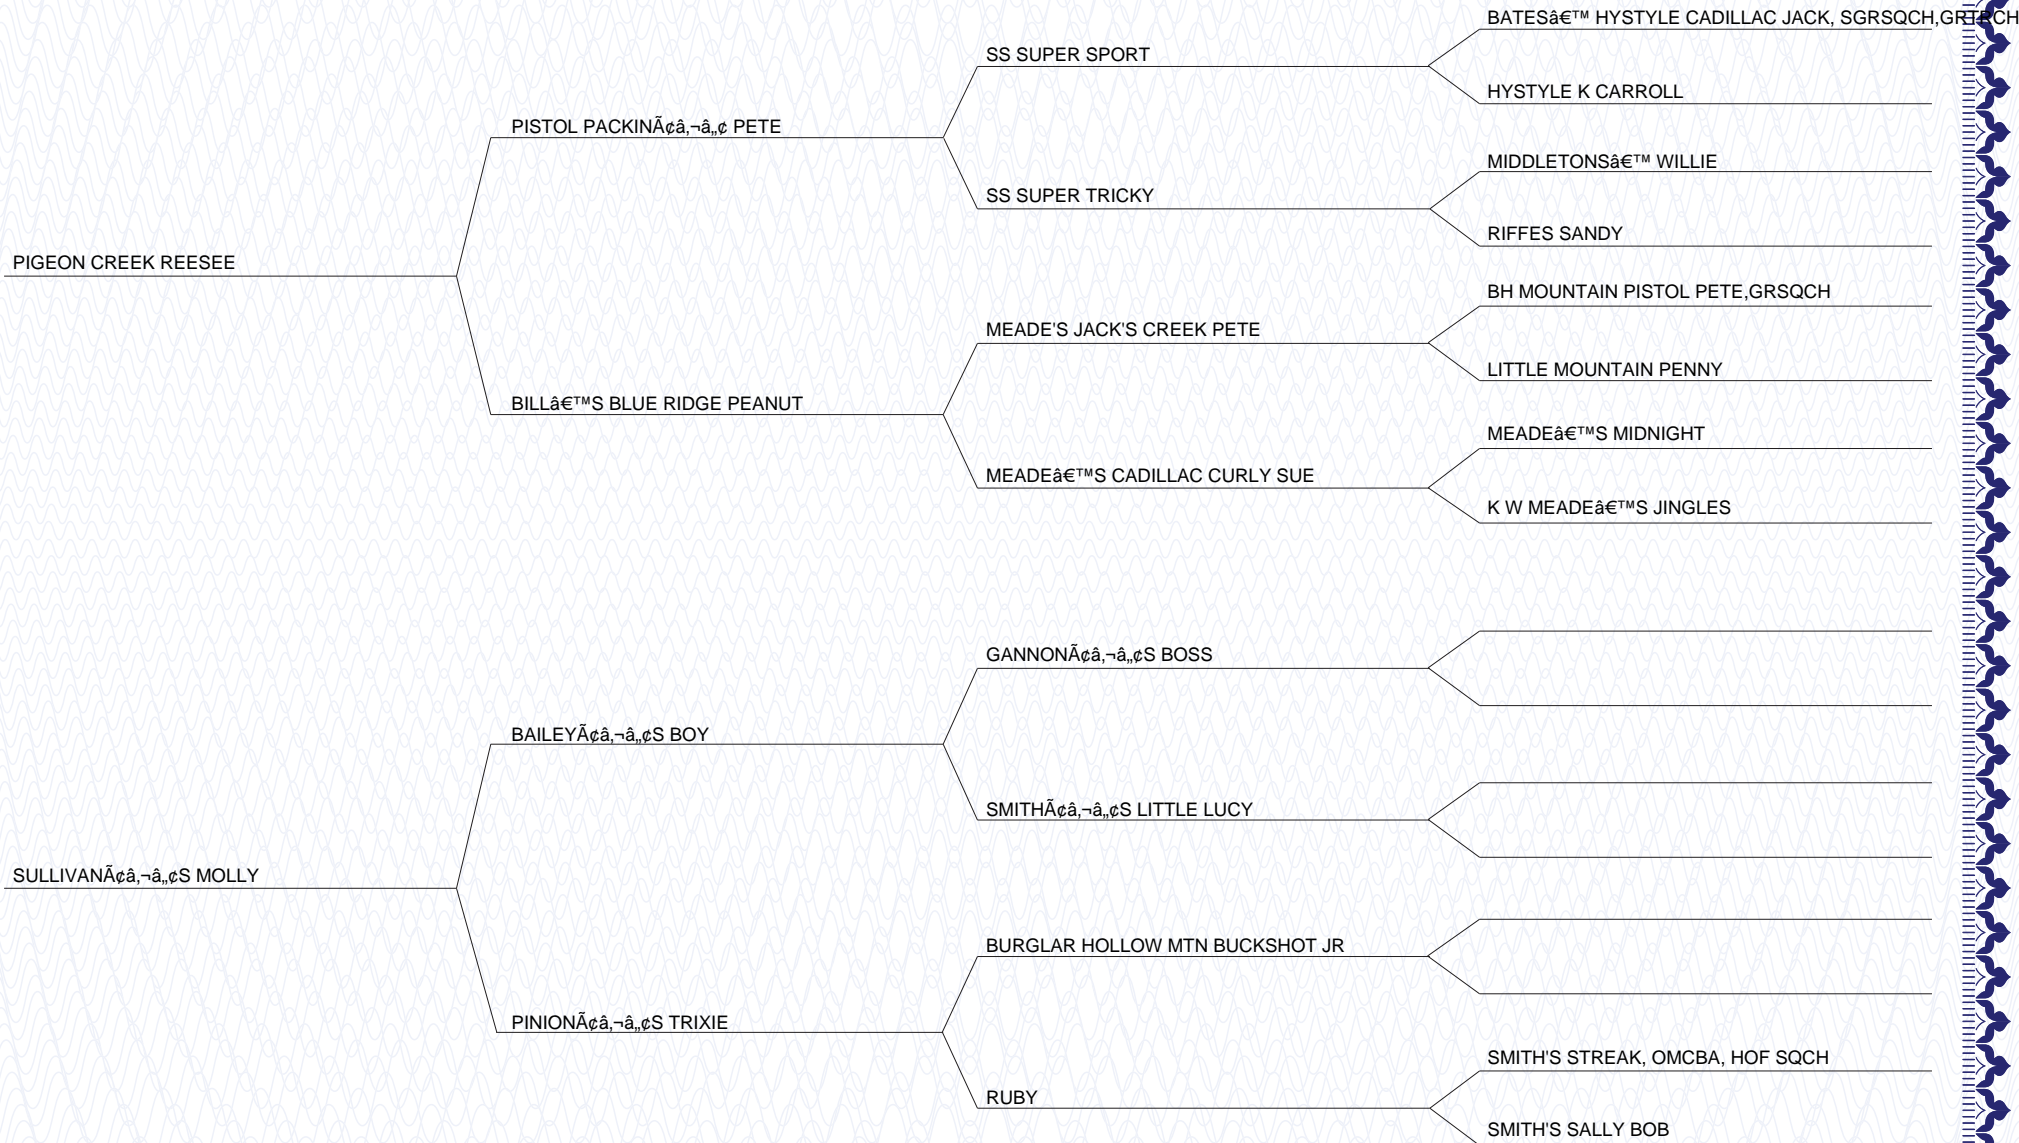 BATESâ€™ HYSTYLE CADILLAC JACK, SGRSQCH,GRTRCH
SS SUPER SPORT
HYSTYLE K CARROLL
PISTOL PACKINÃ¢â‚¬â„¢ PETE
MIDDLETONSâ€™ WILLIE
SS SUPER TRICKY
RIFFES SANDY
PIGEON CREEK REESEE
BH MOUNTAIN PISTOL PETE,GRSQCH
MEADE'S JACK'S CREEK PETE
LITTLE MOUNTAIN PENNY
BILLâ€™S BLUE RIDGE PEANUT
MEADEâ€™S MIDNIGHT
MEADEâ€™S CADILLAC CURLY SUE
K W MEADEâ€™S JINGLES
GANNONÃ¢â‚¬â„¢S BOSS
BAILEYÃ¢â‚¬â„¢S BOY
SMITHÃ¢â‚¬â„¢S LITTLE LUCY
SULLIVANÃ¢â‚¬â„¢S MOLLY
BURGLAR HOLLOW MTN BUCKSHOT JR
PINIONÃ¢â‚¬â„¢S TRIXIE
SMITH'S STREAK, OMCBA, HOF SQCH
RUBY
SMITH'S SALLY BOB